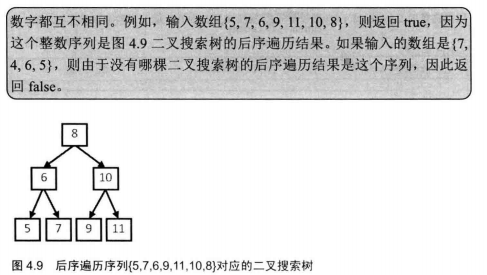 数字都互不相同。例如，输入数组{5, 7, 6, 9, 11, 10, 8}，则返回 true，因为
这个整数序列是图 4.9 二叉搜索树的后序遍历结果。如果输入的数组是{7,
4, 6, 5}，则由于没有哪棵二叉搜索树的后序遍历结果是这个序列，因此返
回 false。
8
6 10
5 7 9 11
图 4.9 后序遍历序列{5,7,6,9,11,10,8}对应的二叉搜索树